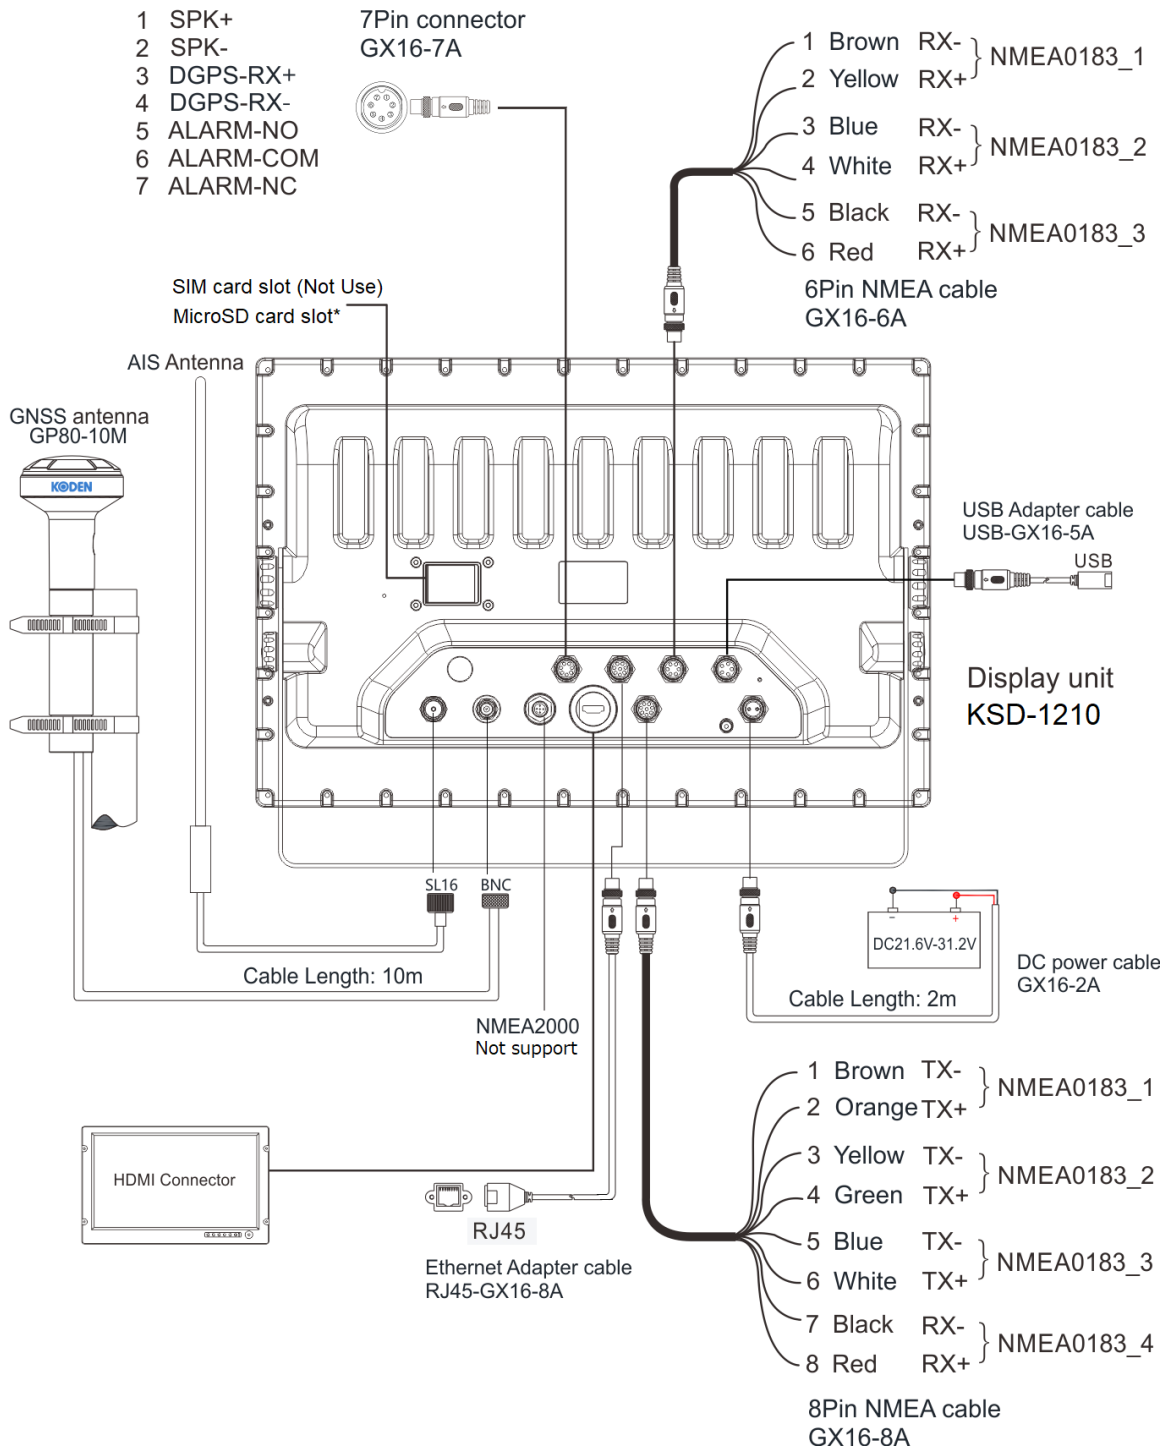 1 SPK+
2 SPK-
3 DGPS-RX+
4 DGPS-RX-
5 ALARM-NO
6 ALARM-COM
7 ALARM-NC
7Pin connector
GX16-7A
1 Brown RX-
2 Yellow RX+
NMEA0183_1
3 Blue RX-
4 White RX+
NMEA0183_2
5 Black RX-
6 Red RX+
NMEA0183_3
6Pin NMEA cable
GX16-6A
SIM card slot (Not Use)
MicroSD card slot*
AIS Antenna
GNSS antenna
GP80-10M
KODEN
USB Adapter cable
USB-GX16-5A
USB
Display unit
KSD-1210
SL16
BNC
Cable Length: 10m
NMEA2000
Not support
- +
DC21.6V-31.2V
DC power cable
GX16-2A
Cable Length: 2m
HDMI Connector
RJ45
Ethernet Adapter cable
RJ45-GX16-8A
1 Brown TX-
2 Orange TX+
NMEA0183_1
3 Yellow TX-
4 Green TX+
NMEA0183_2
5 Blue TX-
6 White TX+
NMEA0183_3
7 Black RX-
8 Red RX+
NMEA0183_4
8Pin NMEA cable
GX16-8A